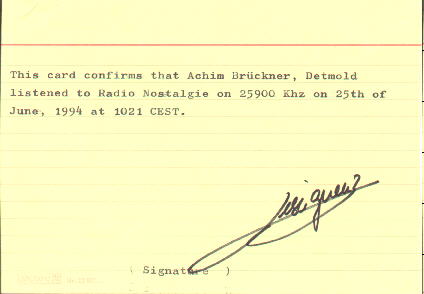 This card confirms that Achim Brückner, Detmold
listened to Radio Nostalgie on 25900 Khz on 25th of
June, 1994 at 1021 CEST.
( Signature )